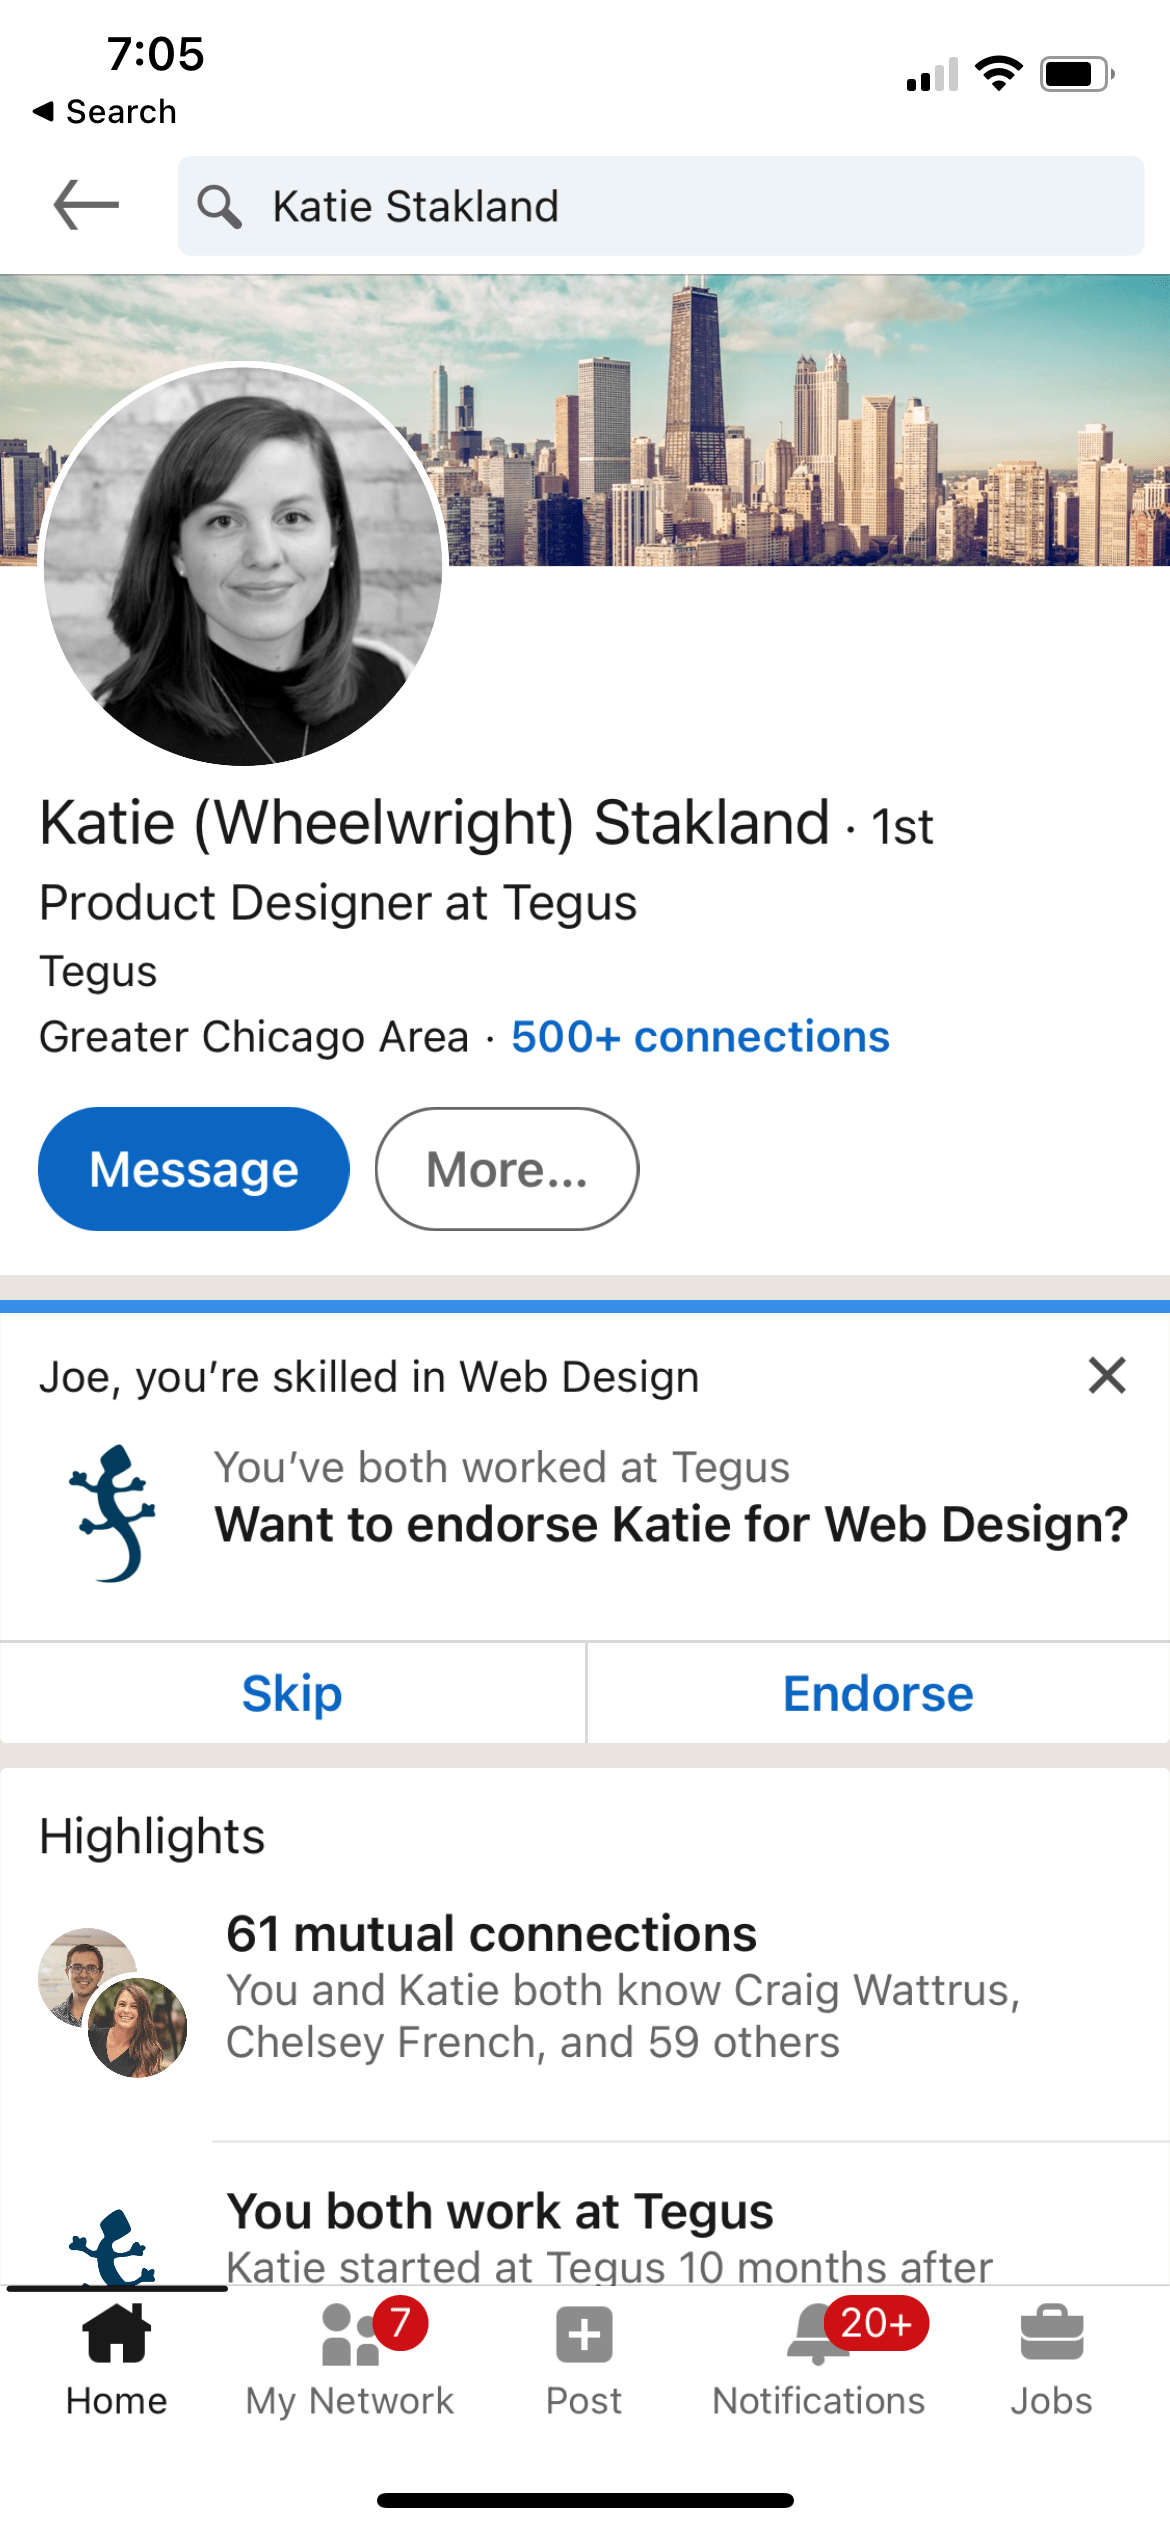 7:05
◀ Search
Katie Stakland
Katie (Wheelwright) Stakland · 1st
Product Designer at Tegus
Tegus
Greater Chicago Area · 500+ connections
Message
More...
Joe, you’re skilled in Web Design
You’ve both worked at Tegus
Want to endorse Katie for Web Design?
Skip
Endorse
Highlights
61 mutual connections
You and Katie both know Craig Wattrus,
Chelsey French, and 59 others
You both work at Tegus
Katie started at Tegus 10 months after
7
20+
Home
My Network
Post
Notifications
Jobs